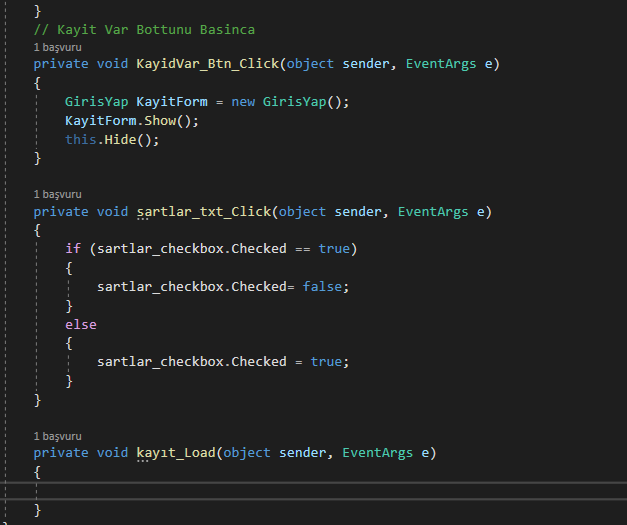 }
// Kayit Var Bottunu Basinca
1 başvuru
private void KayidVar_Btn_Click(object sender, EventArgs e)
{
GirisYap KayitForm = new GirisYap();
KayitForm.Show();
this.Hide();
}
1 başvuru
private void sartlar_txt_Click(object sender, EventArgs e)
{
if (sartlar_checkbox.Checked == true)
{
sartlar_checkbox.Checked= false;
}
else
{
sartlar_checkbox.Checked = true;
}
}
1 başvuru
private void kayıt_Load(object sender, EventArgs e)
{
}